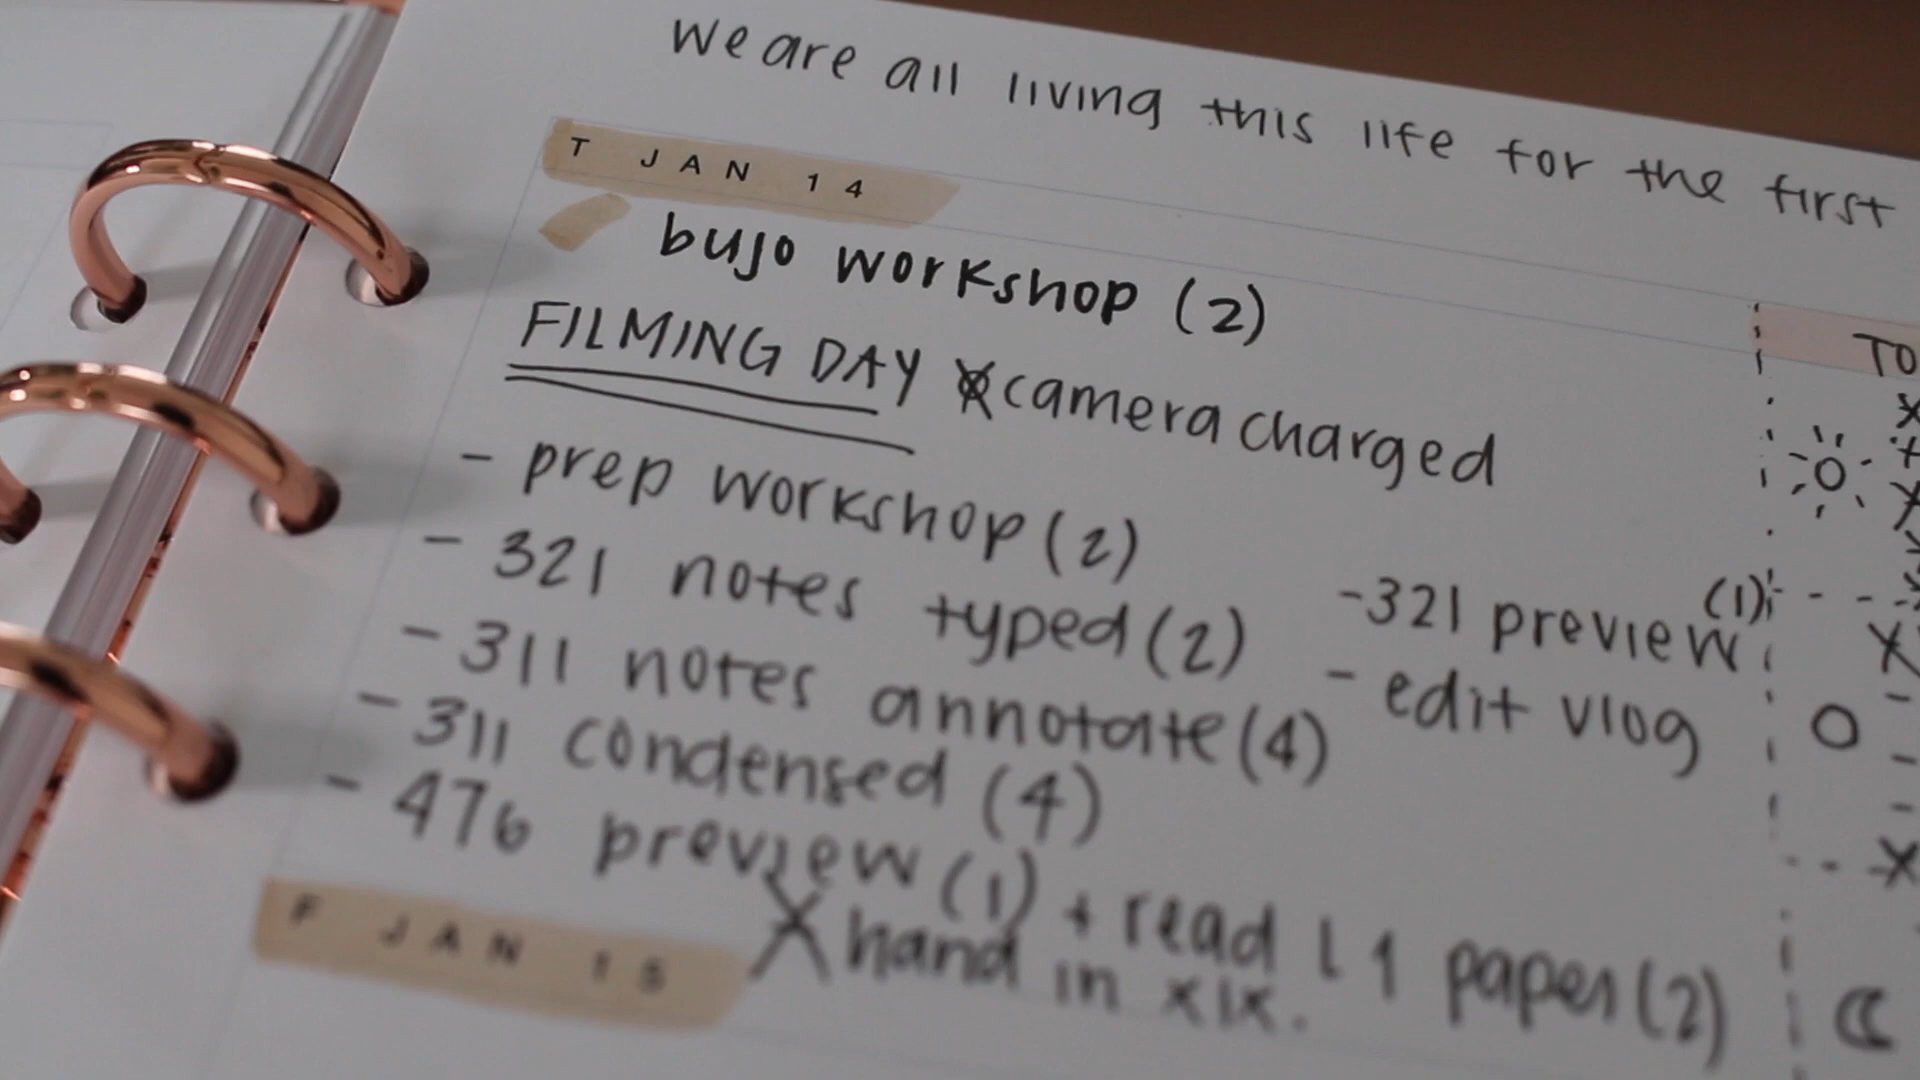 we are all living this life for the first
T JAN 14
bujo workshop (2)
FILMING DAY camera charged
- prep workshop (2)
- 321 notes typed (2)
- 311 notes annotate (4)
- 311 condensed (4)
- 476 preview (1) + read L1 paper (2)
- 321 preview (1)
- edit vlog
F JAN 15
X hand in xix.
TO